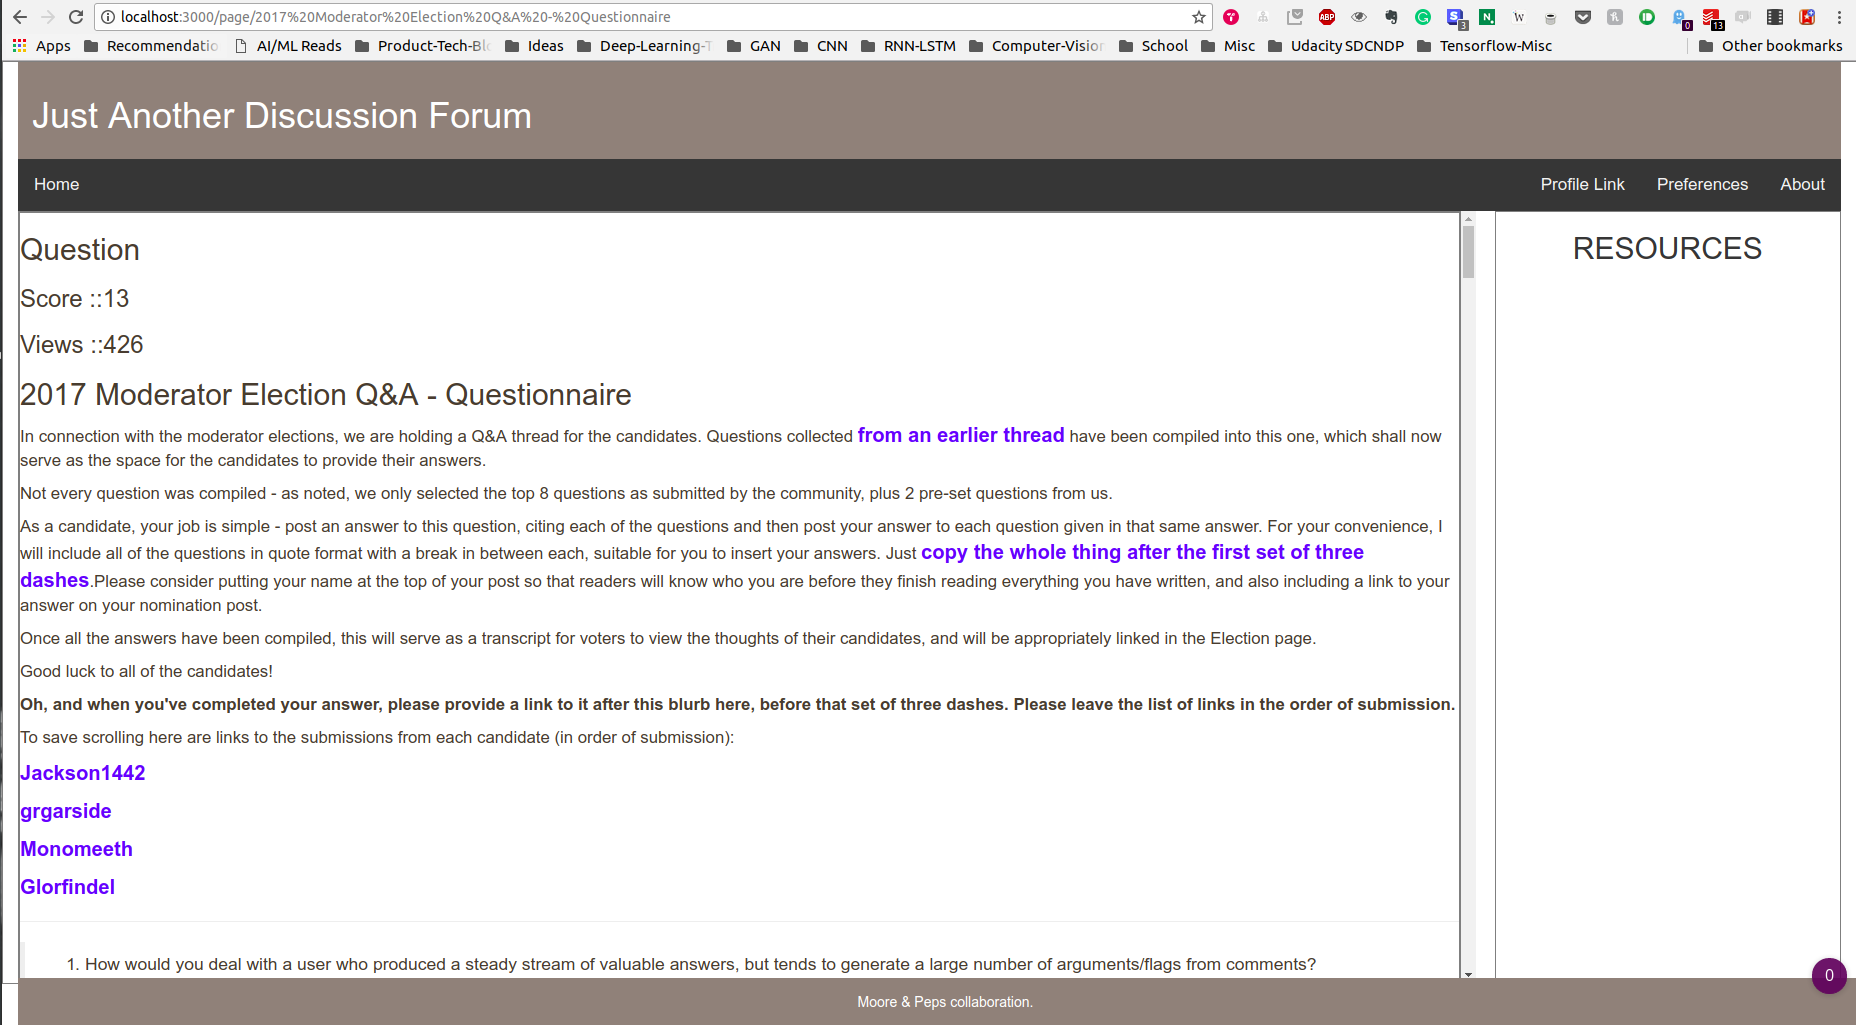 localhost:3000/page/2017%20Moderator%20Election%20Q&A%20-%20Questionnaire
ABP
S
3
N.
W
0
13
Apps
Recommendatio
AI/ML Reads
Product-Tech-Blo
Ideas
Deep-Learning-T
GAN
CNN
RNN-LSTM
Computer-Vision
School
Misc
Udacity SDCNDP
Tensorflow-Misc
Other bookmarks
Just Another Discussion Forum
Home
Profile Link
Preferences
About
Question
RESOURCES
Score ::13
Views ::426
2017 Moderator Election Q&A - Questionnaire
In connection with the moderator elections, we are holding a Q&A thread for the candidates. Questions collected from an earlier thread have been compiled into this one, which shall now
serve as the space for the candidates to provide their answers.
Not every question was compiled - as noted, we only selected the top 8 questions as submitted by the community, plus 2 pre-set questions from us.
As a candidate, your job is simple - post an answer to this question, citing each of the questions and then post your answer to each question given in that same answer. For your convenience, I
will include all of the questions in quote format with a break in between each, suitable for you to insert your answers. Just copy the whole thing after the first set of three
dashes.Please consider putting your name at the top of your post so that readers will know who you are before they finish reading everything you have written, and also including a link to your
answer on your nomination post.
Once all the answers have been compiled, this will serve as a transcript for voters to view the thoughts of their candidates, and will be appropriately linked in the Election page.
Good luck to all of the candidates!
Oh, and when you've completed your answer, please provide a link to it after this blurb here, before that set of three dashes. Please leave the list of links in the order of submission.
To save scrolling here are links to the submissions from each candidate (in order of submission):
Jackson1442
grgarside
Monomeeth
Glorfindel
1. How would you deal with a user who produced a steady stream of valuable answers, but tends to generate a large number of arguments/flags from comments?
0
Moore & Peps collaboration.